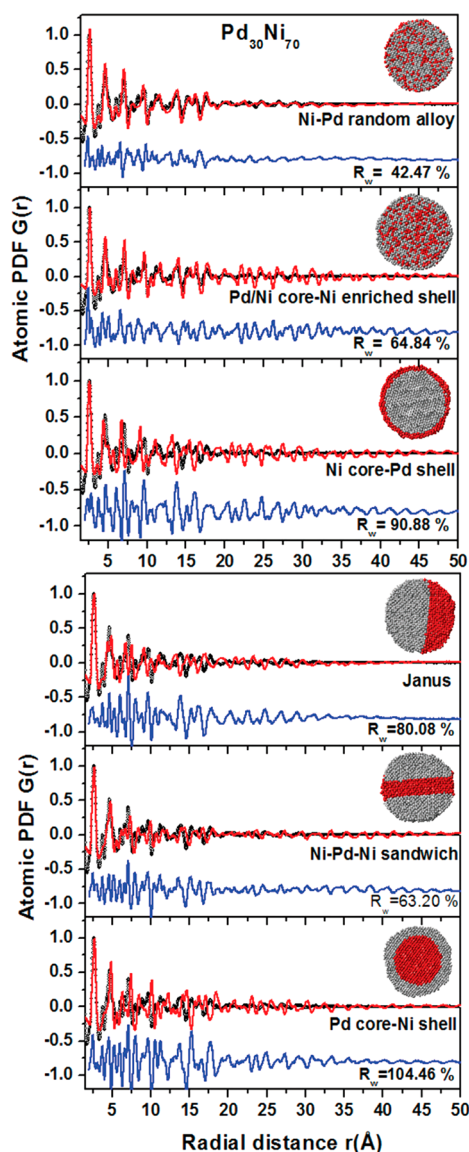 Pd30Ni70
1.0
0.5
0.0
-0.5
-1.0
Ni-Pd random alloy
Rw= 42.47 %
Atomic PDF G(r)
1.0
0.5
0.0
-0.5
-1.0
Pd/Ni core-Ni enriched shell
Rw= 64.84 %
1.0
0.5
0.0
-0.5
-1.0
Ni core-Pd shell
Rw= 90.88 %
5 10 15 20 25 30 35 40 45 50
1.0
0.5
0.0
-0.5
-1.0
Janus
Rw=80.08 %
Atomic PDF G(r)
1.0
0.5
0.0
-0.5
-1.0
Ni-Pd-Ni sandwich
Rw=63.20 %
1.0
0.5
0.0
-0.5
-1.0
Pd core-Ni shell
Rw=104.46 %
5 10 15 20 25 30 35 40 45 50
Radial distance r(Å)